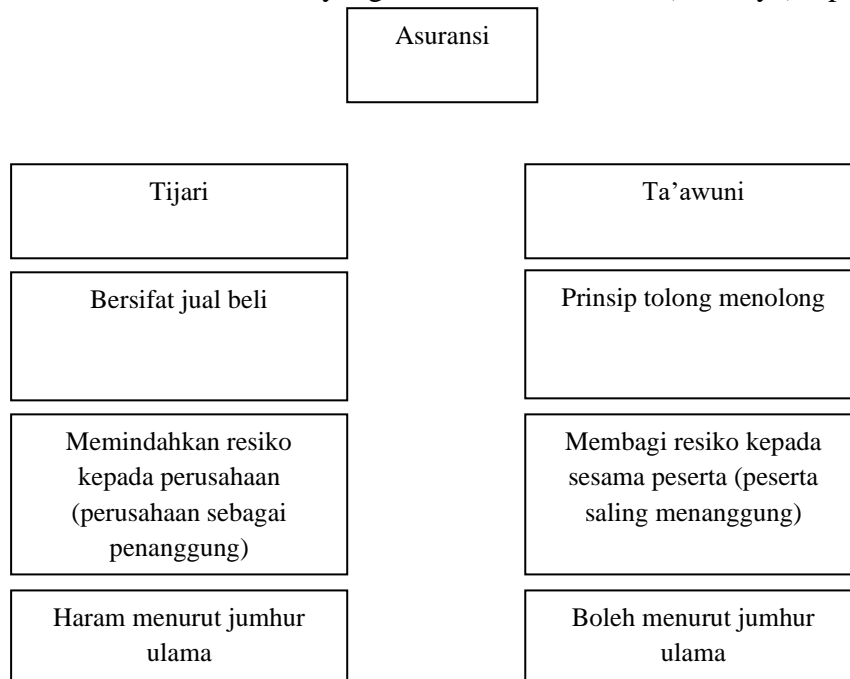 Asuransi
Tijari
Ta'awuni
Bersifat jual beli
Prinsip tolong menolong
Memindahkan resiko
kepada perusahaan
(perusahaan sebagai
penanggung)
Membagi resiko kepada
sesama peserta (peserta
saling menanggung)
Haram menurut jumhur
ulama
Boleh menurut jumhur
ulama